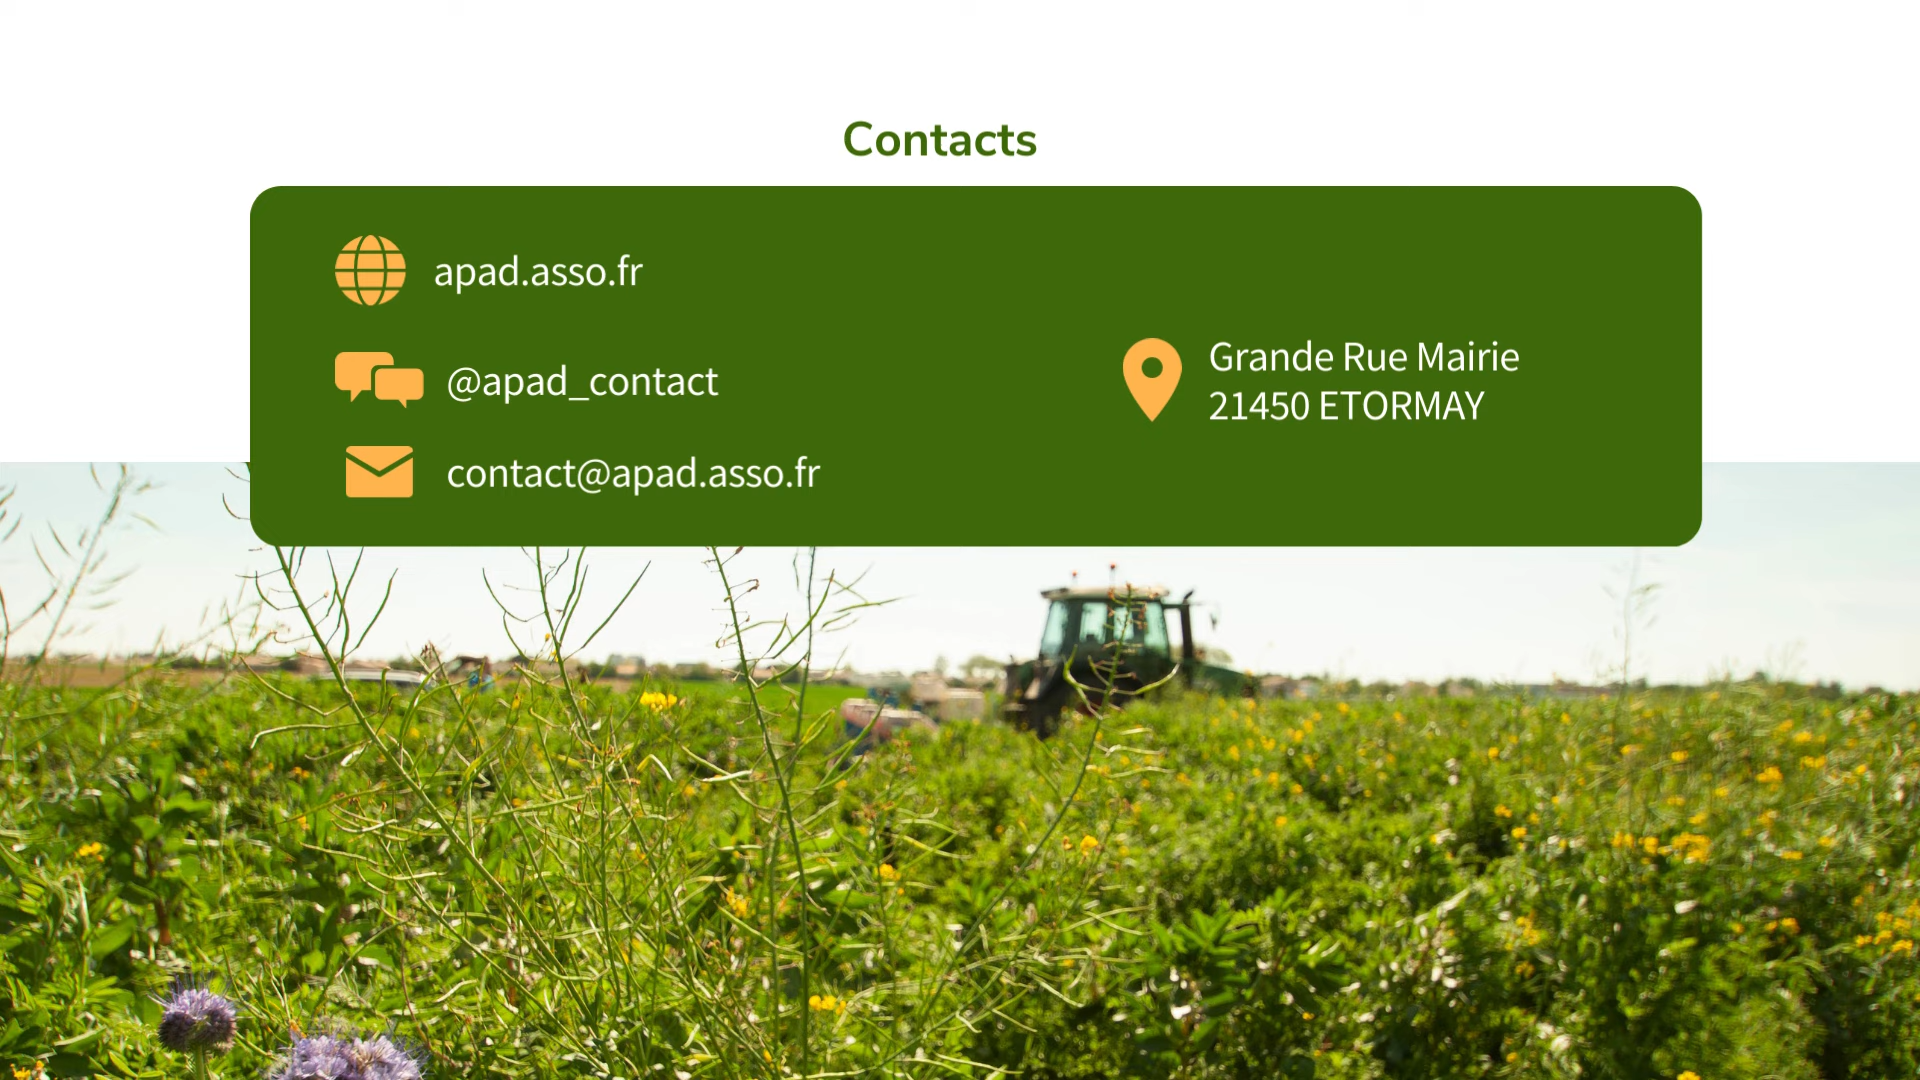 Contacts
apad.asso.fr
@apad_contact
contact@apad.asso.fr
Grande Rue Mairie
21450 ETORMAY